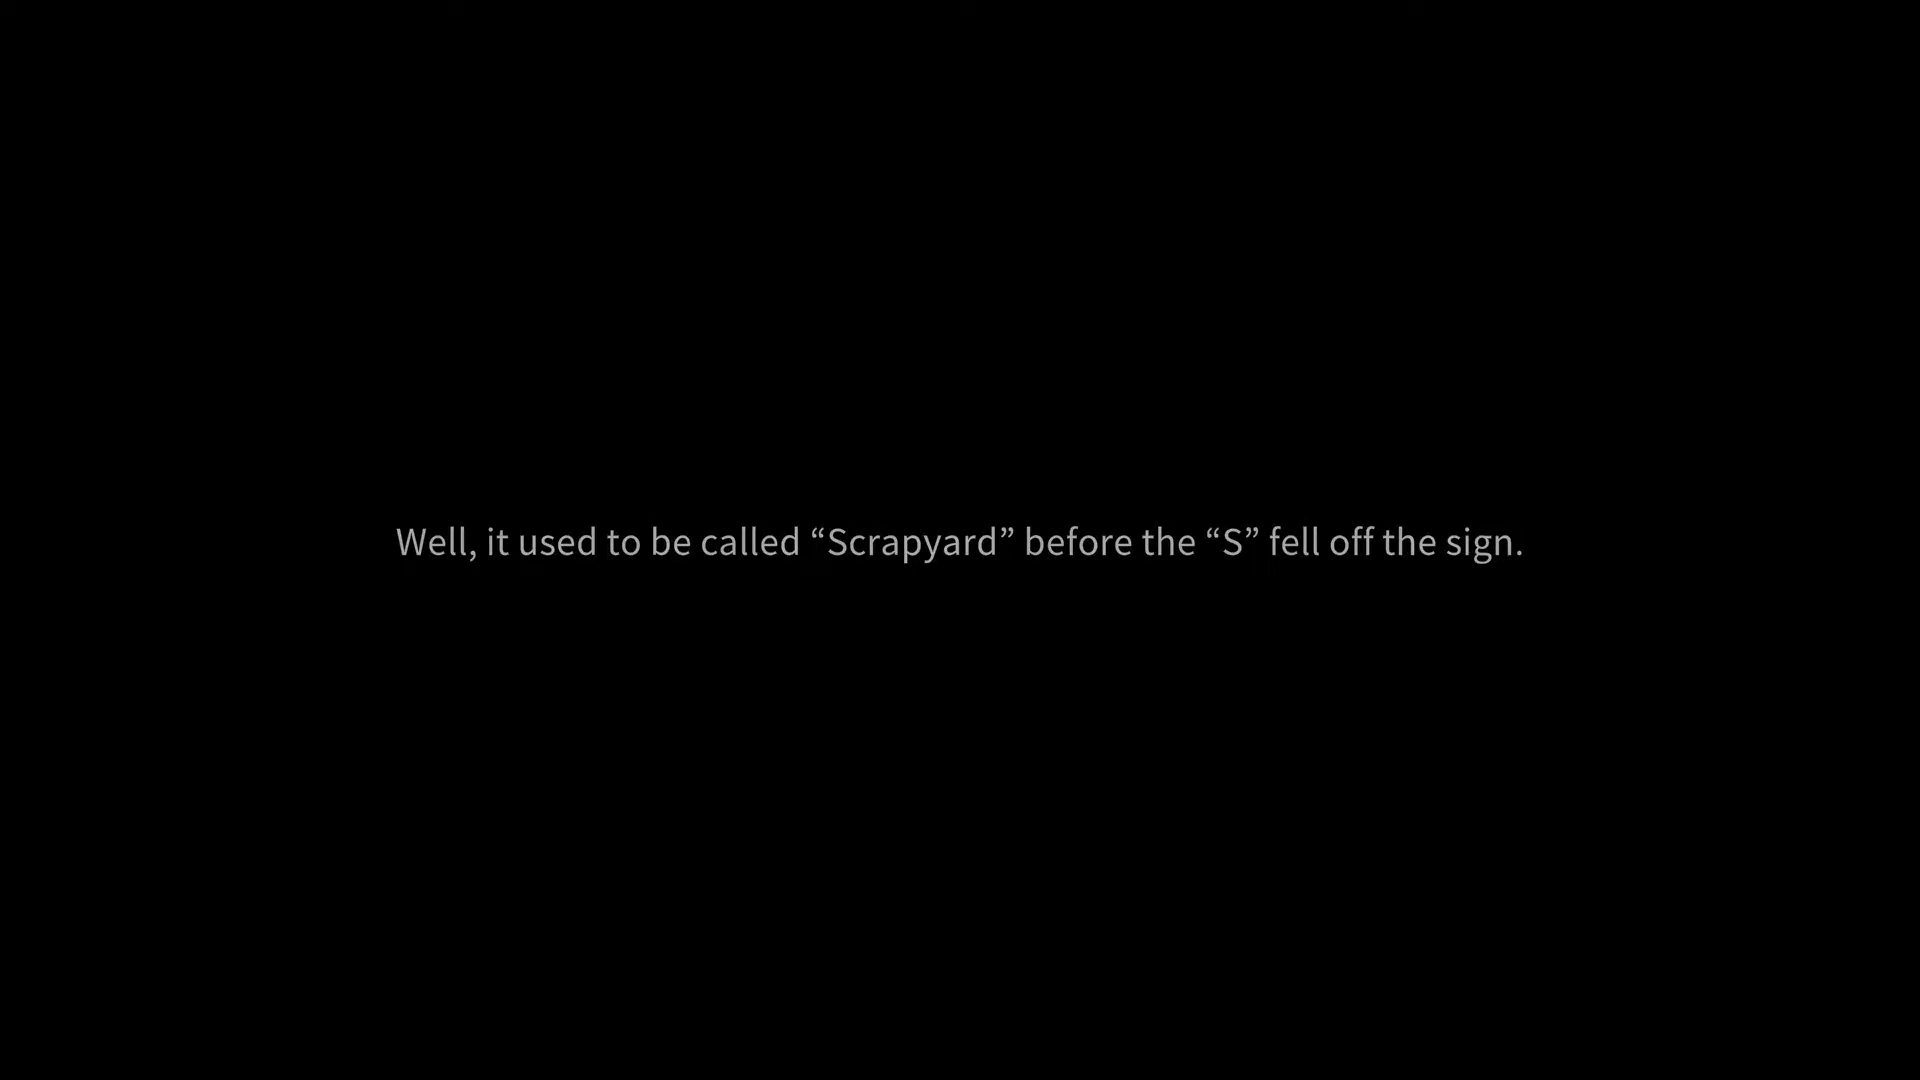 Well, it used to be called “Scrapyard” before the “S” fell off the sign.